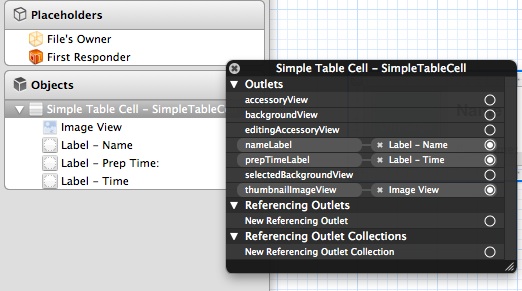 Placeholders
File's Owner
First Responder
Objects
Simple Table Cell – SimpleTableC
Image View
Label – Name
Label – Prep Time:
Label – Time
Simple Table Cell – SimpleTableCell
Outlets
accessoryView
backgroundView
editingAccessoryView
nameLabel Label – Name
prepTimeLabel Label – Time
selectedBackgroundView
thumbnailImageView Image View
Referencing Outlets
New Referencing Outlet
Referencing Outlet Collections
New Referencing Outlet Collection